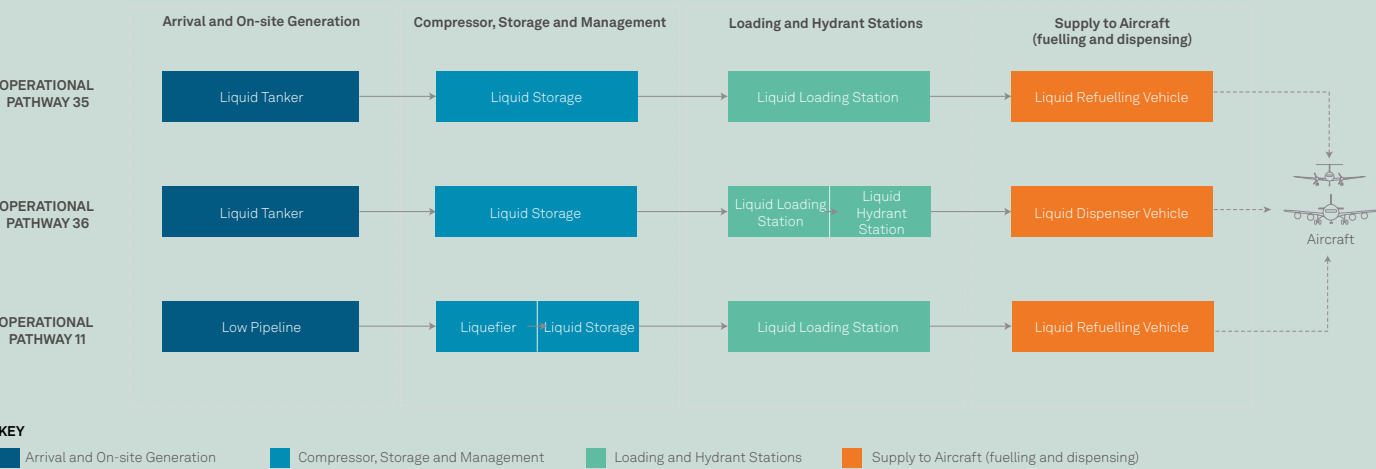 Arrival and On-site Generation
Compressor, Storage and Management
Loading and Hydrant Stations
Supply to Aircraft
(fuelling and dispensing)
OPERATIONAL
PATHWAY 35
Liquid Tanker
Liquid Storage
Liquid Loading Station
Liquid Refuelling Vehicle
OPERATIONAL
PATHWAY 36
Liquid Tanker
Liquid Storage
Liquid Loading
Station
Liquid
Hydrant
Station
Liquid Dispenser Vehicle
Aircraft
OPERATIONAL
PATHWAY 11
Low Pipeline
Liquefier
Liquid Storage
Liquid Loading Station
Liquid Refuelling Vehicle
KEY
Arrival and On-site Generation
Compressor, Storage and Management
Loading and Hydrant Stations
Supply to Aircraft (fuelling and dispensing)